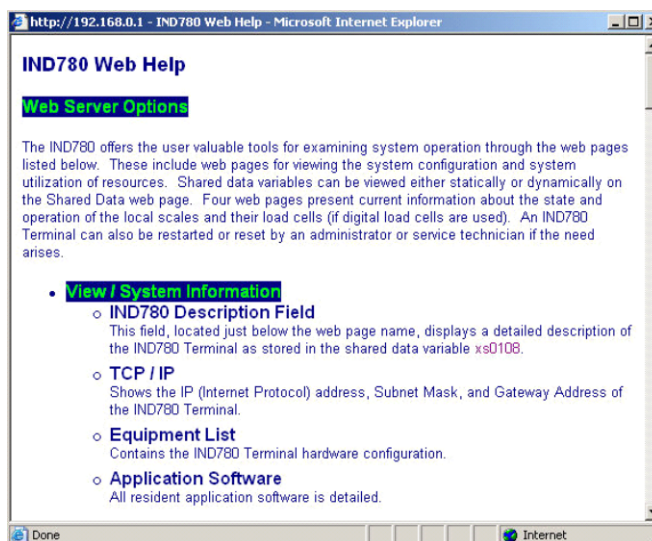 http://192.168.0.1 - IND780 Web Help - Microsoft Internet Explorer
IND780 Web Help
Web Server Options
The IND780 offers the user valuable tools for examining system operation through the web pages
listed below. These include web pages for viewing the system configuration and system
utilization of resources. Shared data variables can be viewed either statically or dynamically on
the Shared Data web page. Four web pages present current information about the state and
operation of the local scales and their load cells (if digital load cells are used). An IND780
Terminal can also be restarted or reset by an administrator or service technician if the need
arises.
• View / System Information
o IND780 Description Field
This field, located just below the web page name, displays a detailed description of
the IND780 Terminal as stored in the shared data variable xs0108.
o TCP / IP
Shows the IP (Internet Protocol) address, Subnet Mask, and Gateway Address of
the IND780 Terminal.
o Equipment List
Contains the IND780 Terminal hardware configuration.
o Application Software
All resident application software is detailed.
Done Internet